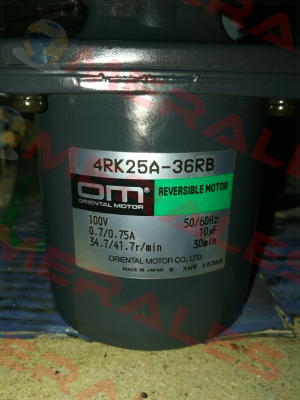 4RK25A-36RB
om®
ORIENTAL MOTOR
REVERSIBLE MOTOR
100V 50/60Hz
0.7/0.75A 10µF
34.7/41.7r/min 30min
ORIENTAL MOTOR CO., LTD.
MADE IN JAPAN